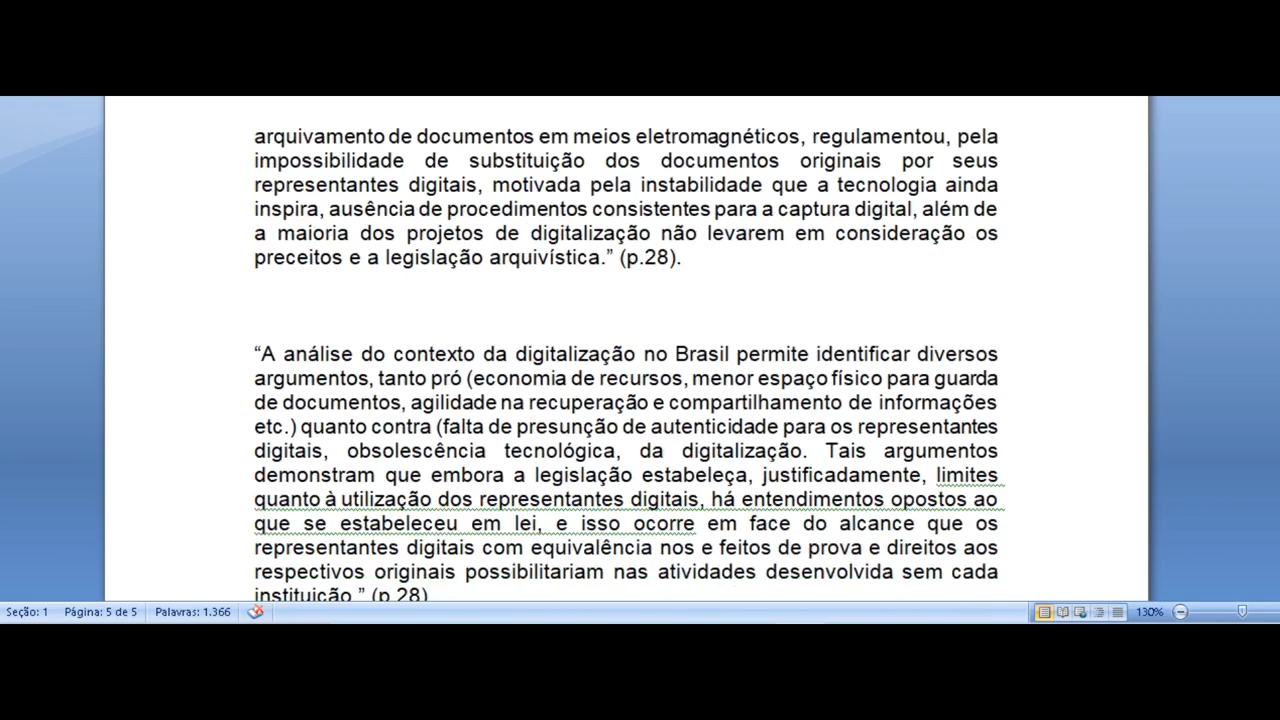 arquivamento de documentos em meios eletromagnéticos, regulamentou, pela
impossibilidade de substituição dos documentos originais por seus
representantes digitais, motivada pela instabilidade que a tecnologia ainda
inspira, ausência de procedimentos consistentes para a captura digital, além de
a maioria dos projetos de digitalização não levarem em consideração os
preceitos e a legislação arquivística.” (p.28).
“A análise do contexto da digitalização no Brasil permite identificar diversos
argumentos, tanto pró (economia de recursos, menor espaço físico para guarda
de documentos, agilidade na recuperação e compartilhamento de informações
etc.) quanto contra (falta de presunção de autenticidade para os representantes
digitais, obsolescência tecnológica, da digitalização. Tais argumentos
demonstram que embora a legislação estabeleça, justificadamente, limites
quanto à utilização dos representantes digitais, há entendimentos opostos ao
que se estabeleceu em lei, e isso ocorre em face do alcance que os
representantes digitais com equivalência nos e feitos de prova e direitos aos
respectivos originais possibilitariam nas atividades desenvolvida sem cada
instituição.” (p.28)
Seção: 1 Página: 5 de 5 Palavras: 1.366 130%